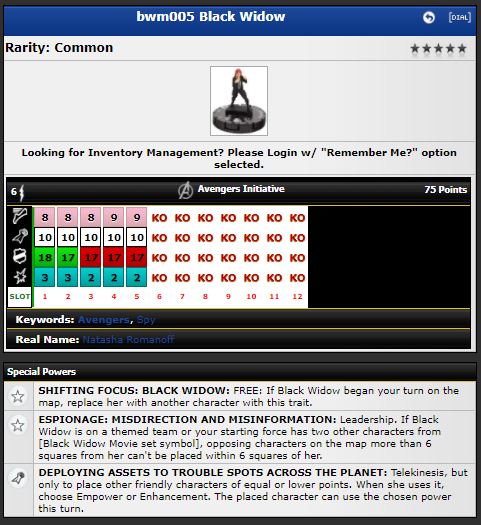 bwm005 Black Widow
[DIAL]
Rarity: Common
Looking for Inventory Management? Please Login w/ "Remember Me?" option
selected.
6 Avengers Initiative 75 Points
8 8 8 9 9 KO KO KO KO KO KO KO
10 10 10 10 10 KO KO KO KO KO KO KO
18 17 17 17 17 KO KO KO KO KO KO KO
3 3 2 2 2 KO KO KO KO KO KO KO
SLOT 1 2 3 4 5 6 7 8 9 10 11 12
Keywords: Avengers, Spy
Real Name: Natasha Romanoff
Special Powers
SHIFTING FOCUS: BLACK WIDOW: FREE: If Black Widow began your turn on the
map, replace her with another character with this trait.
ESPIONAGE: MISDIRECTION AND MISINFORMATION: Leadership. If Black
Widow is on a themed team or your starting force has two other characters from
[Black Widow Movie set symbol], opposing characters on the map more than 6
squares from her can't be placed within 6 squares of her.
DEPLOYING ASSETS TO TROUBLE SPOTS ACROSS THE PLANET: Telekinesis, but
only to place other friendly characters of equal or lower points. When she uses it,
choose Empower or Enhancement. The placed character can use the chosen power
this turn.